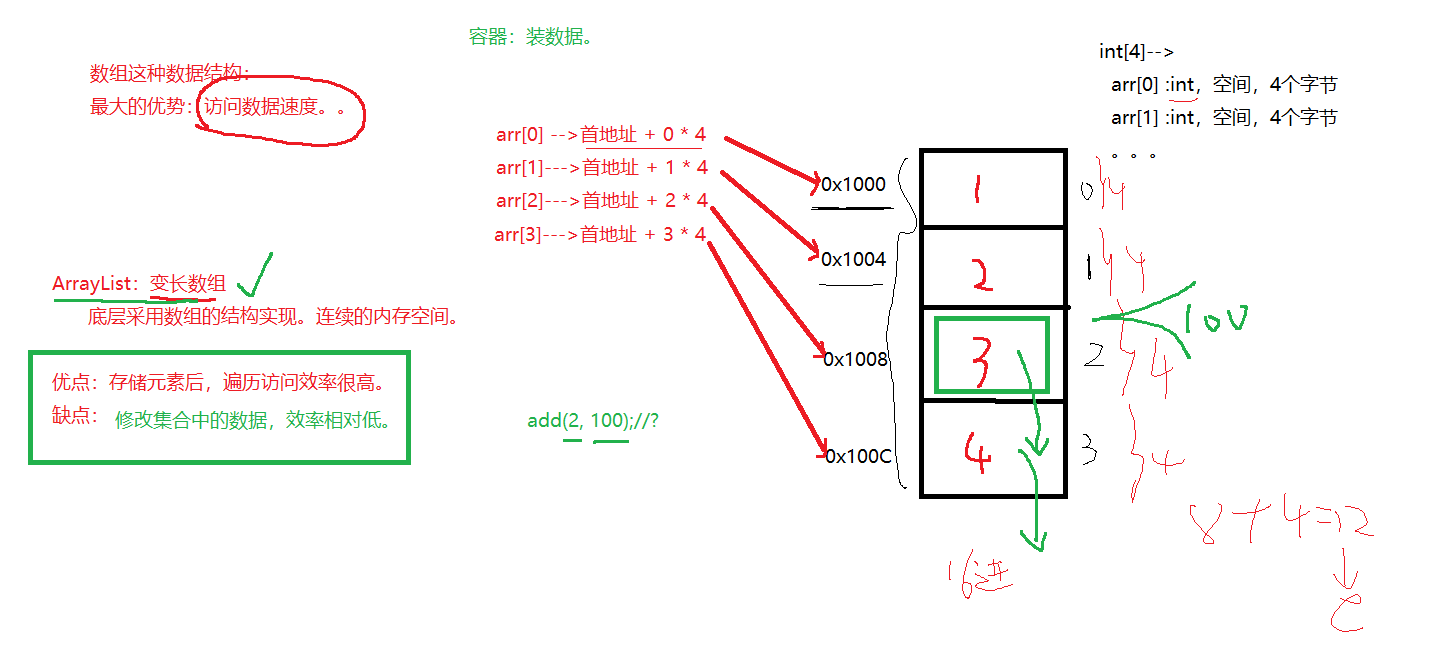 容器：装数据。
数组这种数据结构：
最大的优势：访问数据速度。。
int[4]-->
arr[0] :int，空间，4个字节
arr[1] :int，空间，4个字节
。。。
arr[0] -->首地址 + 0 * 4
arr[1]--->首地址 + 1 * 4
arr[2]--->首地址 + 2 * 4
arr[3]--->首地址 + 3 * 4
0x1000
1
0
4
0x1004
2
1
4
100
0x1008
3
2
4
0x100C
4
3
4
ArrayList：变长数组
底层采用数组的结构实现。连续的内存空间。
优点：存储元素后，遍历访问效率很高。
缺点： 修改集合中的数据，效率相对低。
add(2, 100);//?
16进
8+4=12
C